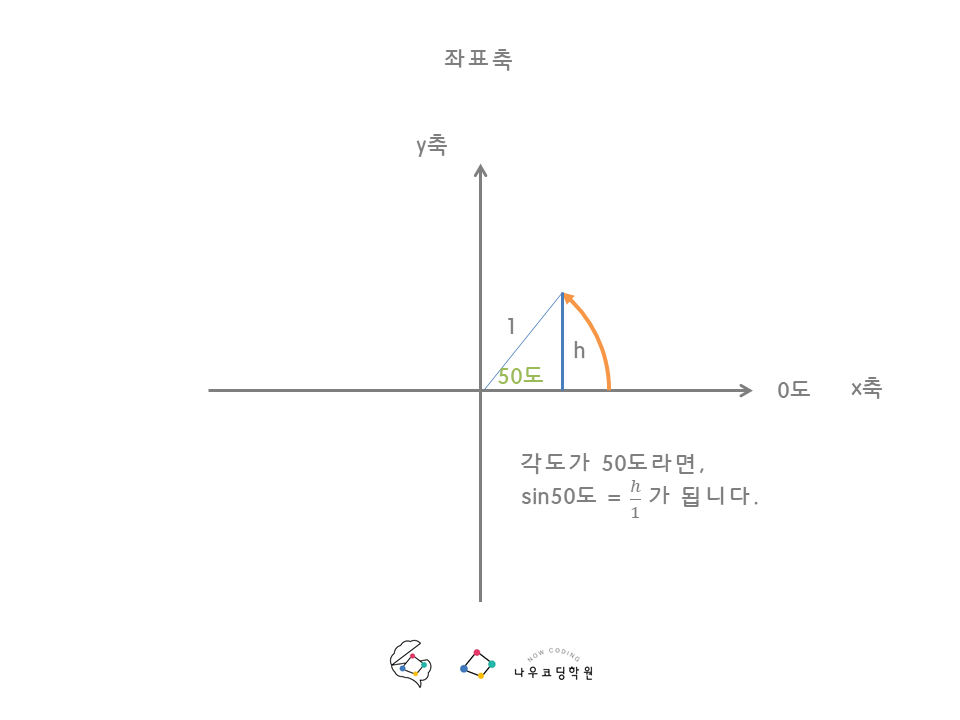 좌표축
y축
1
h
50도
0도
x축
각도가 50도라면,
sin50도 = h/1 가 됩니다.
NOW CODING
나우코딩학원